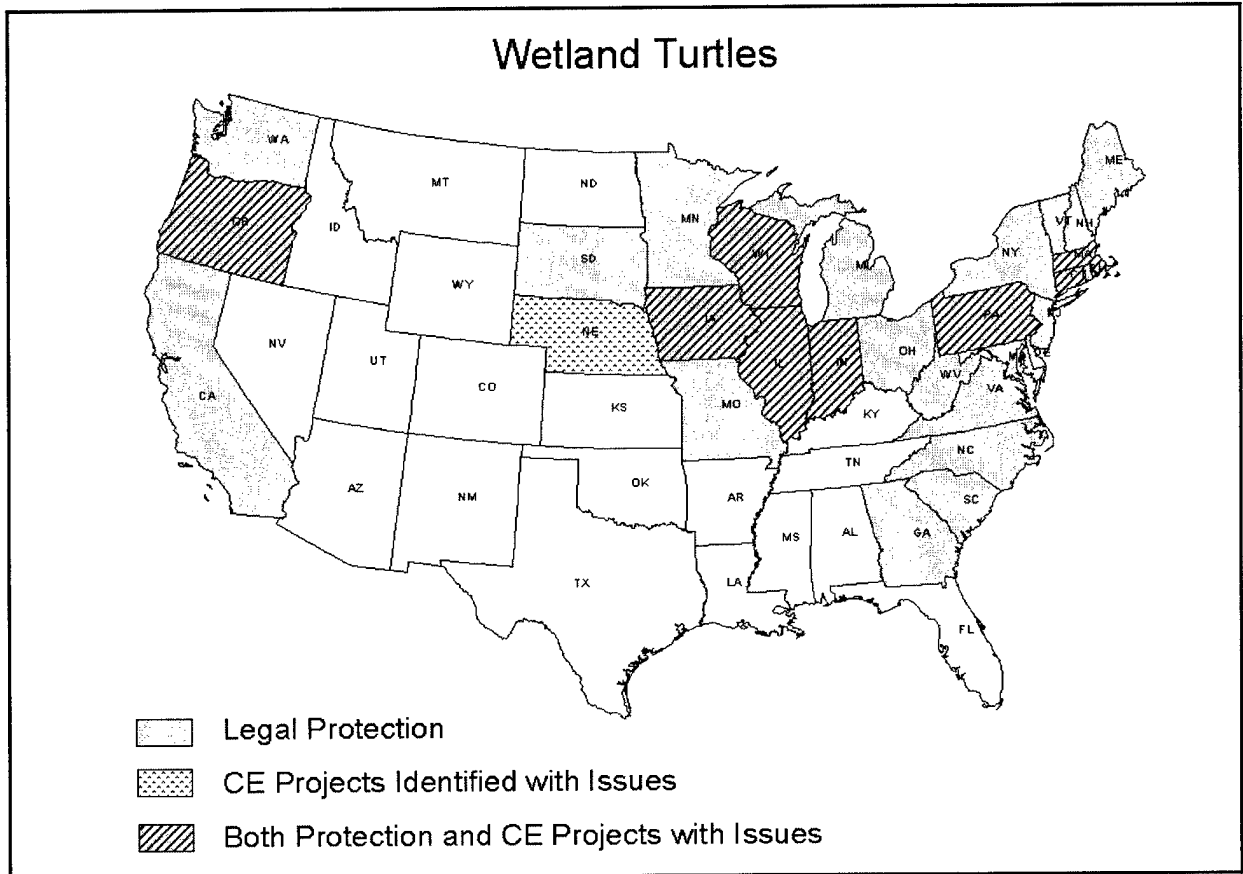 Wetland Turtles
WA
MT
ND
MN
ME
OR
ID
SD
WI
MI
NY
VT
NH
MA
WY
NE
IA
PA
NV
UT
CO
IL
IN
OH
WV
VA
DE
CA
KS
MO
KY
AZ
NM
OK
AR
TN
NC
SC
TX
LA
MS
AL
GA
FL
Legal Protection
CE Projects Identified with Issues
Both Protection and CE Projects with Issues